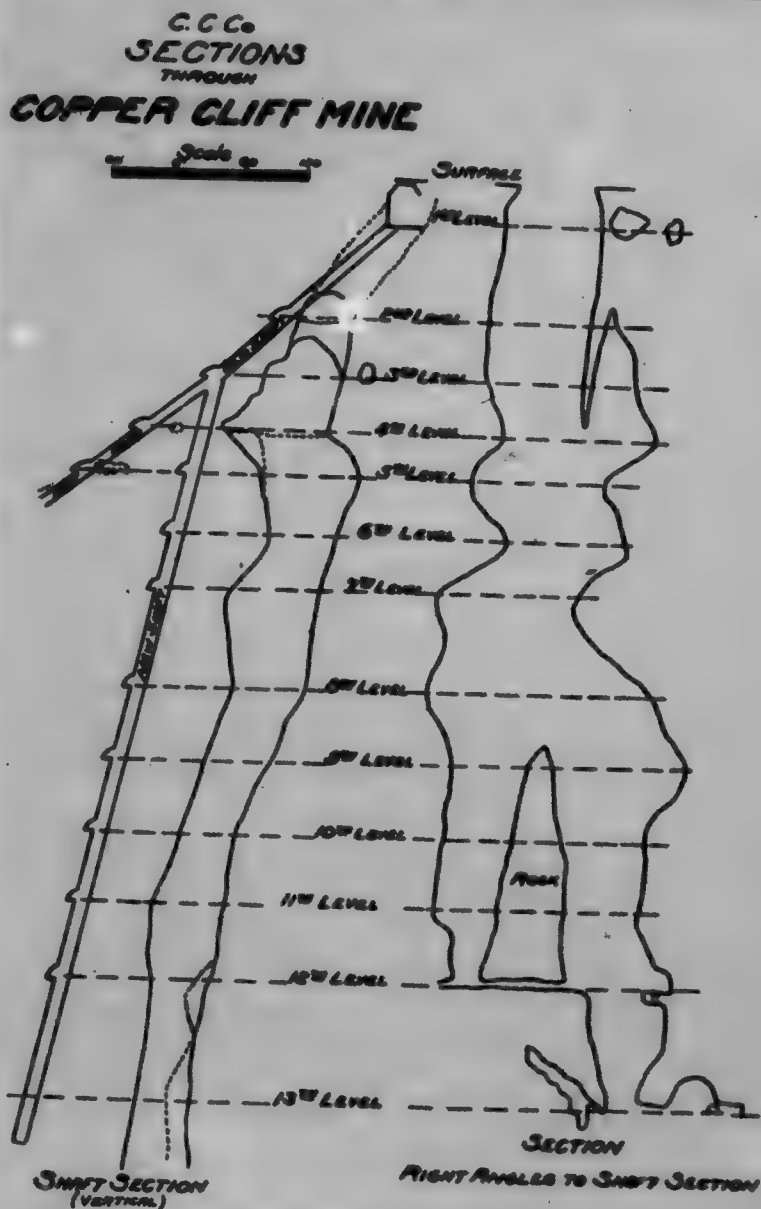 C. C Co
SECTIONS
THROUGH
COPPER CLIFF MINE
Scale
SURFACE
1ST LEVEL
2ND LEVEL
3RD LEVEL
4TH LEVEL
5TH LEVEL
6TH LEVEL
7TH LEVEL
8TH LEVEL
9TH LEVEL
10TH LEVEL
ROCK
11TH LEVEL
12TH LEVEL
13TH LEVEL
SHAFT SECTION
(VERTICAL)
SECTION
RIGHT ANGLES TO SHAFT SECTION